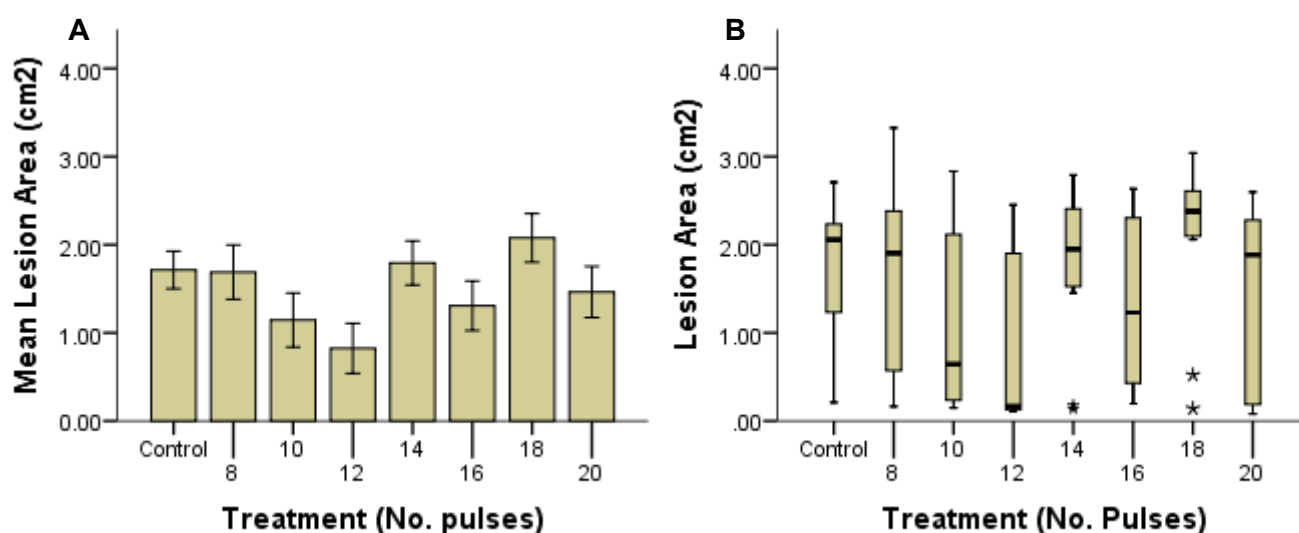 A
Mean Lesion Area (cm2)
4.00
3.00
2.00
1.00
0.00
Control 10 14 18
8 12 16 20
Treatment (No. pulses)
B
Lesion Area (cm2)
4.00
3.00
2.00
1.00
.00
Control 10 14 18
8 12 16 20
Treatment (No. Pulses)